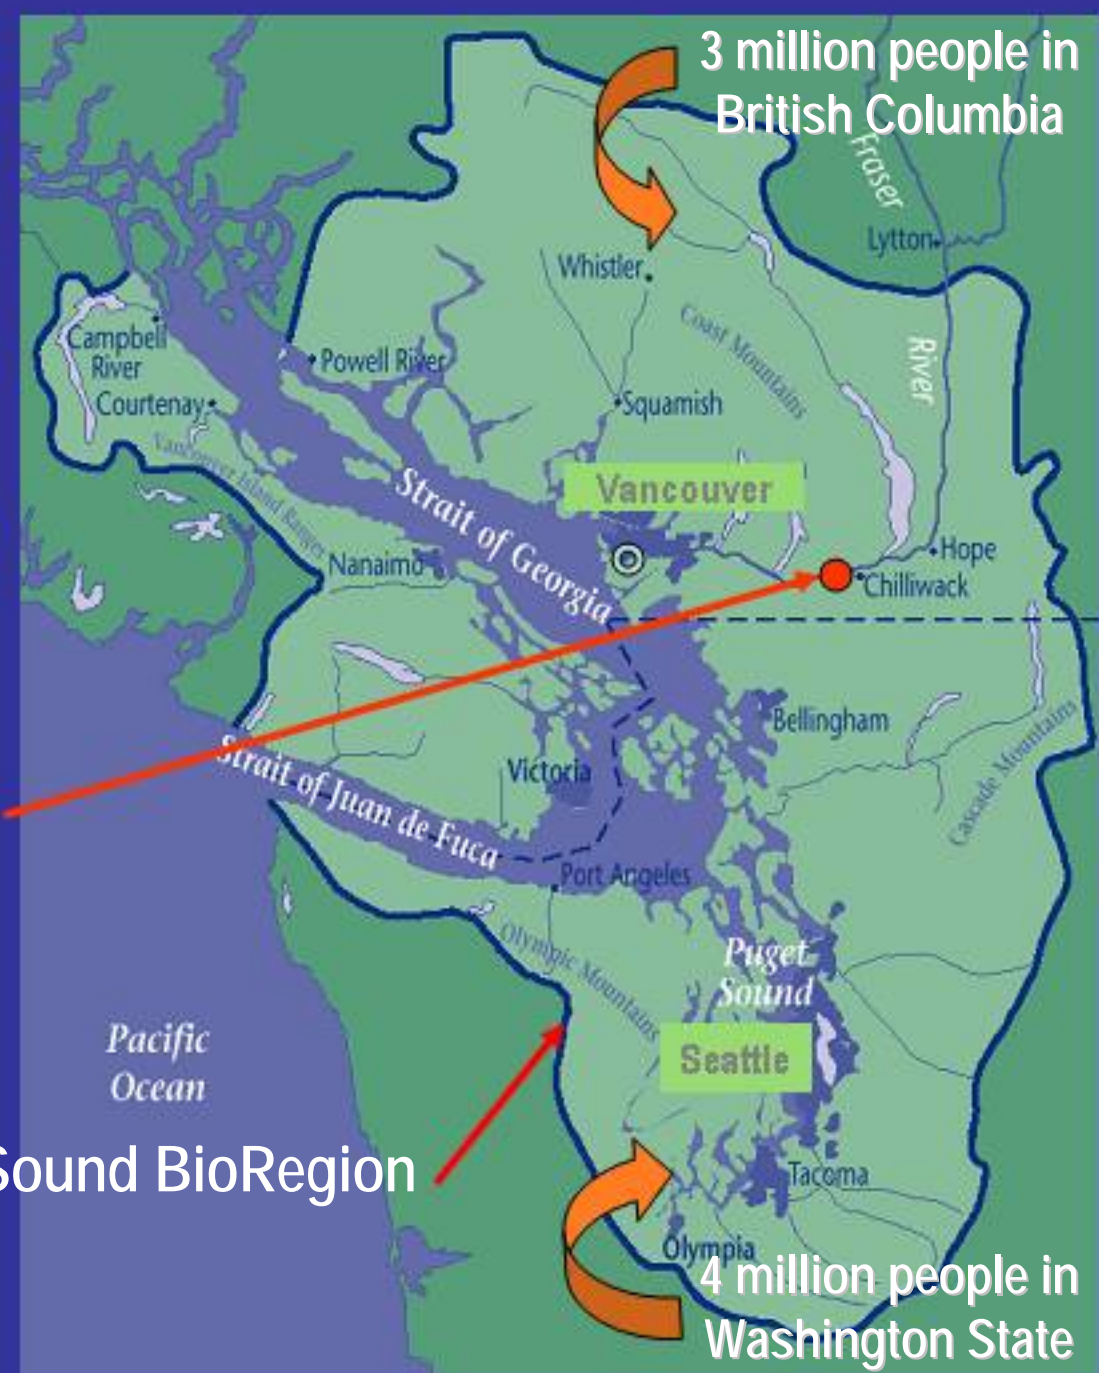 3 million people in
British Columbia
Fraser
River
Lytton
Whistler
Coast Mountains
Campbell
River
Powell River
Courtenay
Squamish
Vancouver Island Ranges
Strait of Georgia
Vancouver
Nanaimo
Hope
Chilliwack
Bellingham
Strait of Juan de Fuca
Victoria
Cascade Mountains
Port Angeles
Olympic Mountains
Puget
Sound
Pacific
Ocean
Seattle
Sound BioRegion
Tacoma
Olympia
4 million people in
Washington State